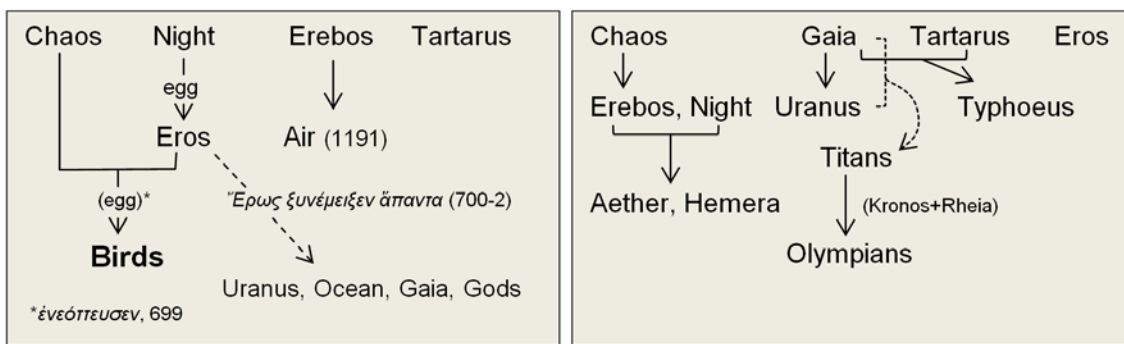 Chaos Night Erebos Tartarus
egg
Eros Air (1191)
(egg)*
Ἔρως ξυνέμειξεν ἅπαντα (700-2)
Birds
Uranus, Ocean, Gaia, Gods
*ἐνεόττευσεν, 699
Chaos Gaia Tartarus Eros
Erebos, Night Uranus Typhoeus
Titans
Aether, Hemera (Kronos+Rheia)
Olympians